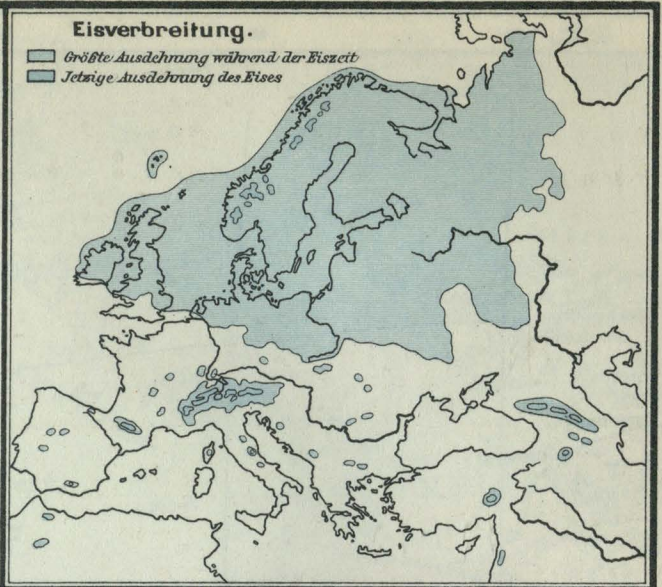 Eisverbreitung.
Größte Ausdehnung während der Eiszeit
Jetzige Ausdehnung des Eises